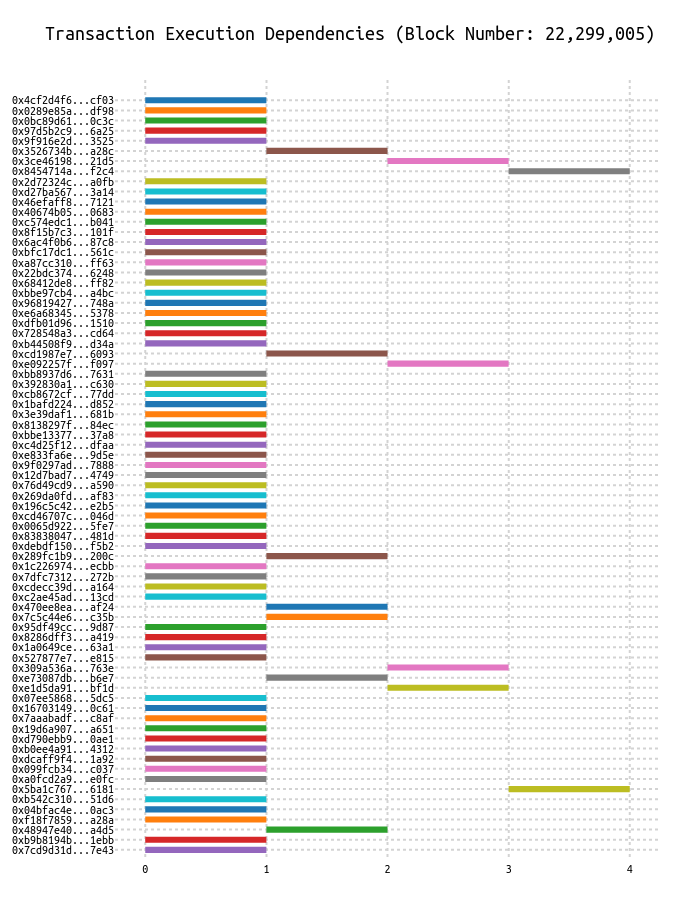 Transaction Execution Dependencies (Block Number: 22,299,005)
0x4cf2d4f6...cf03
0x0289e85a...df98
0x0bc89d61...0c3c
0x97d5b2c9...6a25
0x9f916e2d...3525
0x3526734b...a28c
0x3ce46198...21d5
0x8454714a...f2c4
0x2d72324c...a0fb
0xd27ba567...3a14
0x46efaff8...7121
0x40674b05...0683
0xc574edc1...b041
0x8f15b7c3...101f
0x6ac4f0b6...87c8
0xbfc17dc1...561c
0xa87cc310...ff63
0x22bdc374...6248
0x68412de8...ff82
0xbbe97cb4...a4bc
0x96819427...748a
0xe6a68345...5378
0xdfb01d96...1510
0x728548a3...cd64
0xb44508f9...d34a
0xcd1987e7...6093
0xe092257f...f097
0xbb8937d6...7631
0x392830a1...c630
0xcb8672cf...77dd
0x1bafd224...d852
0x3e39daf1...681b
0x8138297f...84ec
0xbbe13377...37a8
0xc4d25f12...dfaa
0xe833fa6e...9d5e
0x9f0297ad...7888
0x12d7bad7...4749
0x76d49cd9...a590
0x269da0fd...af83
0x196c5c42...e2b5
0xcd46707c...046d
0x0065d922...5fe7
0x83838047...481d
0xdebdf150...f5b2
0x289fc1b9...200c
0x1c226974...ecbb
0x7dfc7312...272b
0xcdecc39d...a164
0xc2ae45ad...13cd
0x470ee8ea...af24
0x7c5c44e6...c35b
0x95df49cc...9d87
0x8286dff3...a419
0x1a0649ce...63a1
0x527877e7...e815
0x309a536a...763e
0xe73087db...b6e7
0xe1d5da91...bf1d
0x07ee5868...5dc5
0x16703149...0c61
0x7aaabadf...c8af
0x19d6a907...a651
0xd790ebb9...0ae1
0xb0ee4a91...4312
0xdcaff9f4...1a92
0x099fcb34...c037
0xa0fcd2a9...e0fc
0x5ba1c767...6181
0xb542c310...51d6
0x04bfac4e...0ac3
0xf18f7859...a28a
0x48947e40...a4d5
0xb9b8194b...1ebb
0x7cd9d31d...7e43
0 1 2 3 4